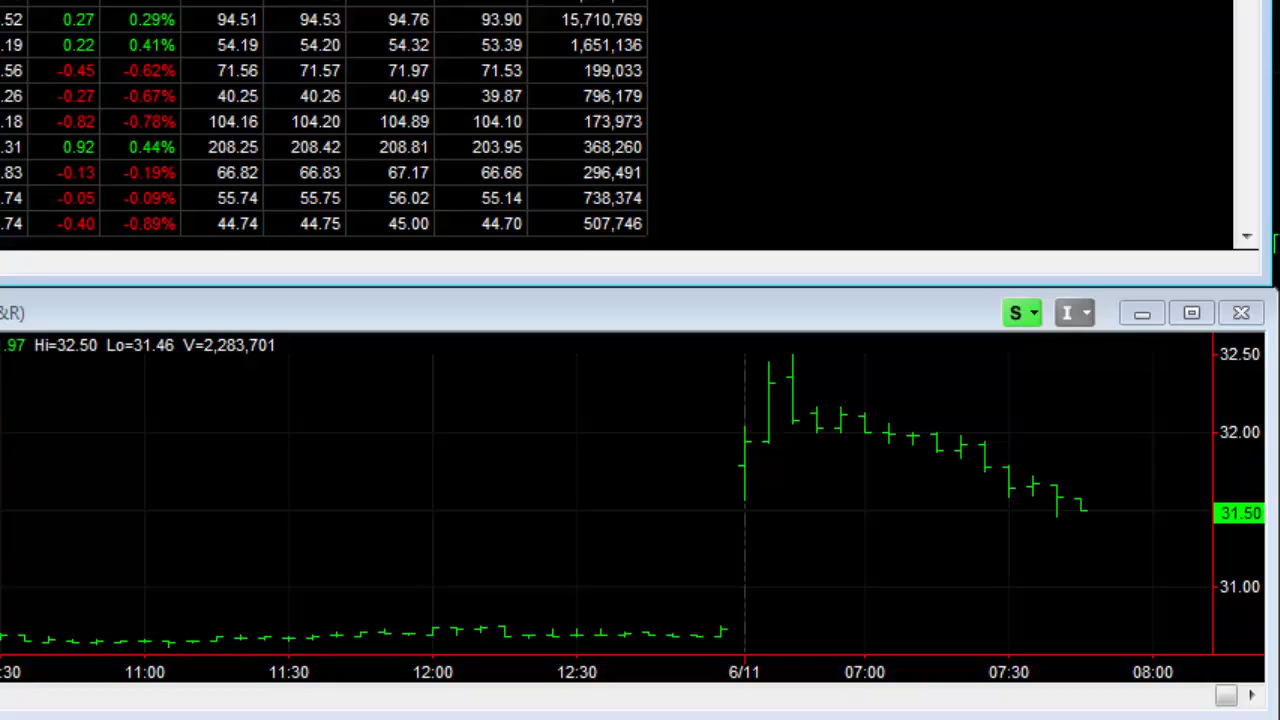 .52 0.27 0.29% 94.51 94.53 94.76 93.90 15,710,769
.19 0.22 0.41% 54.19 54.20 54.32 53.39 1,651,136
.56 -0.45 -0.62% 71.56 71.57 71.97 71.53 199,033
.26 -0.27 -0.67% 40.25 40.26 40.49 39.87 796,179
.18 -0.82 -0.78% 104.16 104.20 104.89 104.10 173,973
.31 0.92 0.44% 208.25 208.42 208.81 203.95 368,260
.83 -0.13 -0.19% 66.82 66.83 67.17 66.66 296,491
.74 -0.05 -0.09% 55.74 55.75 56.02 55.14 738,374
.74 -0.40 -0.89% 44.74 44.75 45.00 44.70 507,746
&R) S I
.97 Hi=32.50 Lo=31.46 V=2,283,701
32.50
32.00
31.50
31.00
:30 11:00 11:30 12:00 12:30 6/11 07:00 07:30 08:00